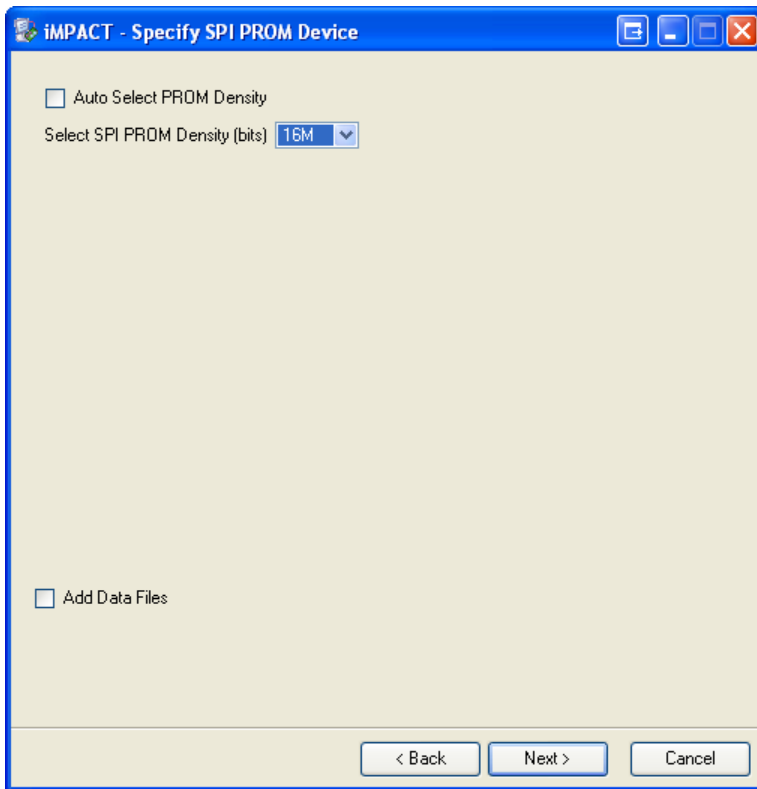 iMPACT - Specify SPI PROM Device
Auto Select PROM Density
Select SPI PROM Density (bits) 16M
Add Data Files
< Back Next > Cancel